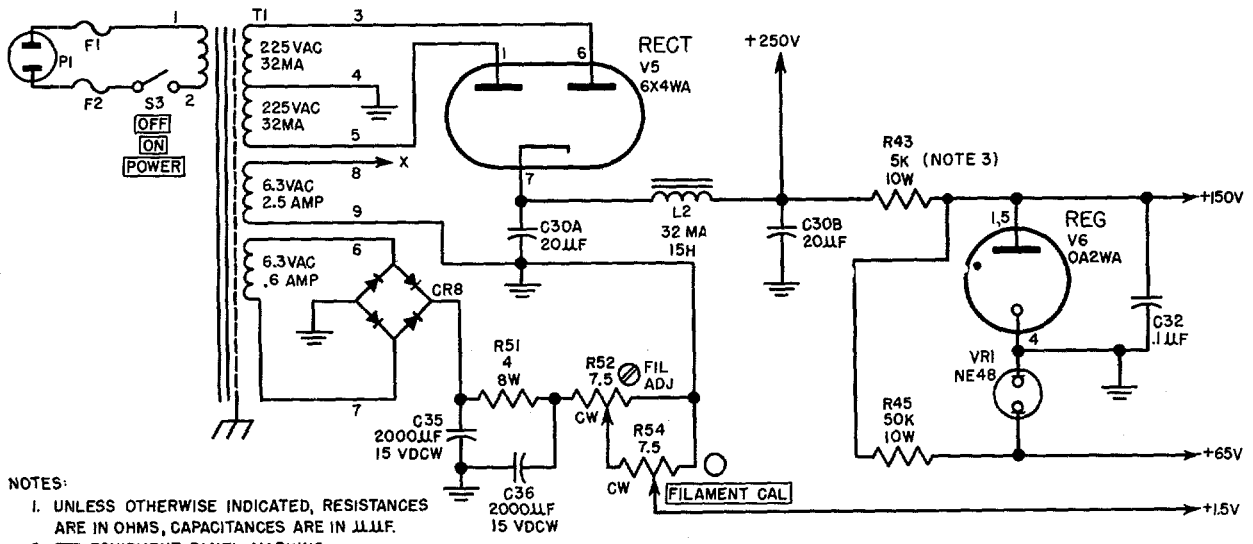 1
T1
3
F1
P1
225VAC
32MA
1
6
RECT
V5
6X4WA
+250V
4
F2
S3
2
OFF
ON
POWER
225VAC
32MA
5
8
X
7
R43
5K (NOTE 3)
10W
+150V
6.3VAC
2.5 AMP
9
C30A
20µF
L2
32 MA
15H
C30B
20µF
1,5
REG
V6
OA2WA
6.3VAC
.6 AMP
6
CR8
4
C32
.1µF
R51
4
8W
R52
7.5
FIL
ADJ
VR1
NE48
7
C35
2000µF
15 VDCW
CW
R54
7.5
R45
50K
10W
+65V
C36
2000µF
15 VDCW
CW
FILAMENT CAL
+1.5V
NOTES:
1. UNLESS OTHERWISE INDICATED, RESISTANCES
ARE IN OHMS, CAPACITANCES ARE IN µµF.
EQUIPMENT PANEL MARKING